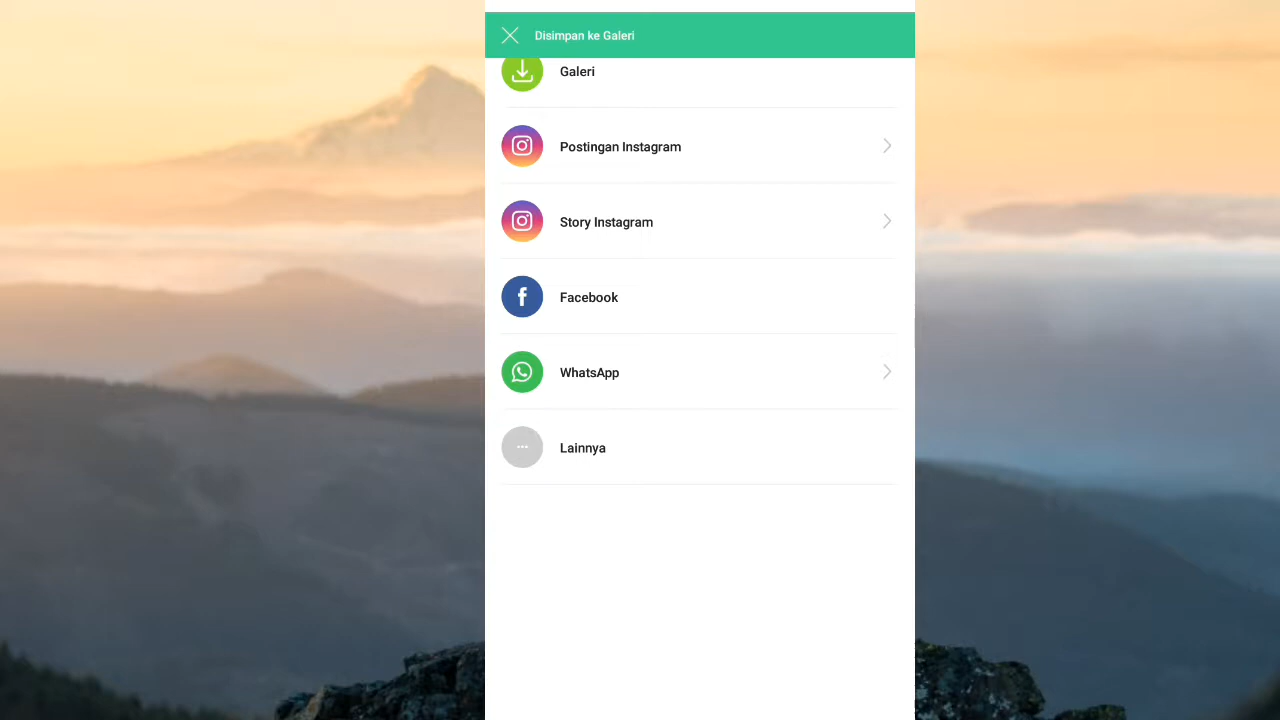 Disimpan ke Galeri
Galeri
Postingan Instagram
Story Instagram
Facebook
WhatsApp
Lainnya